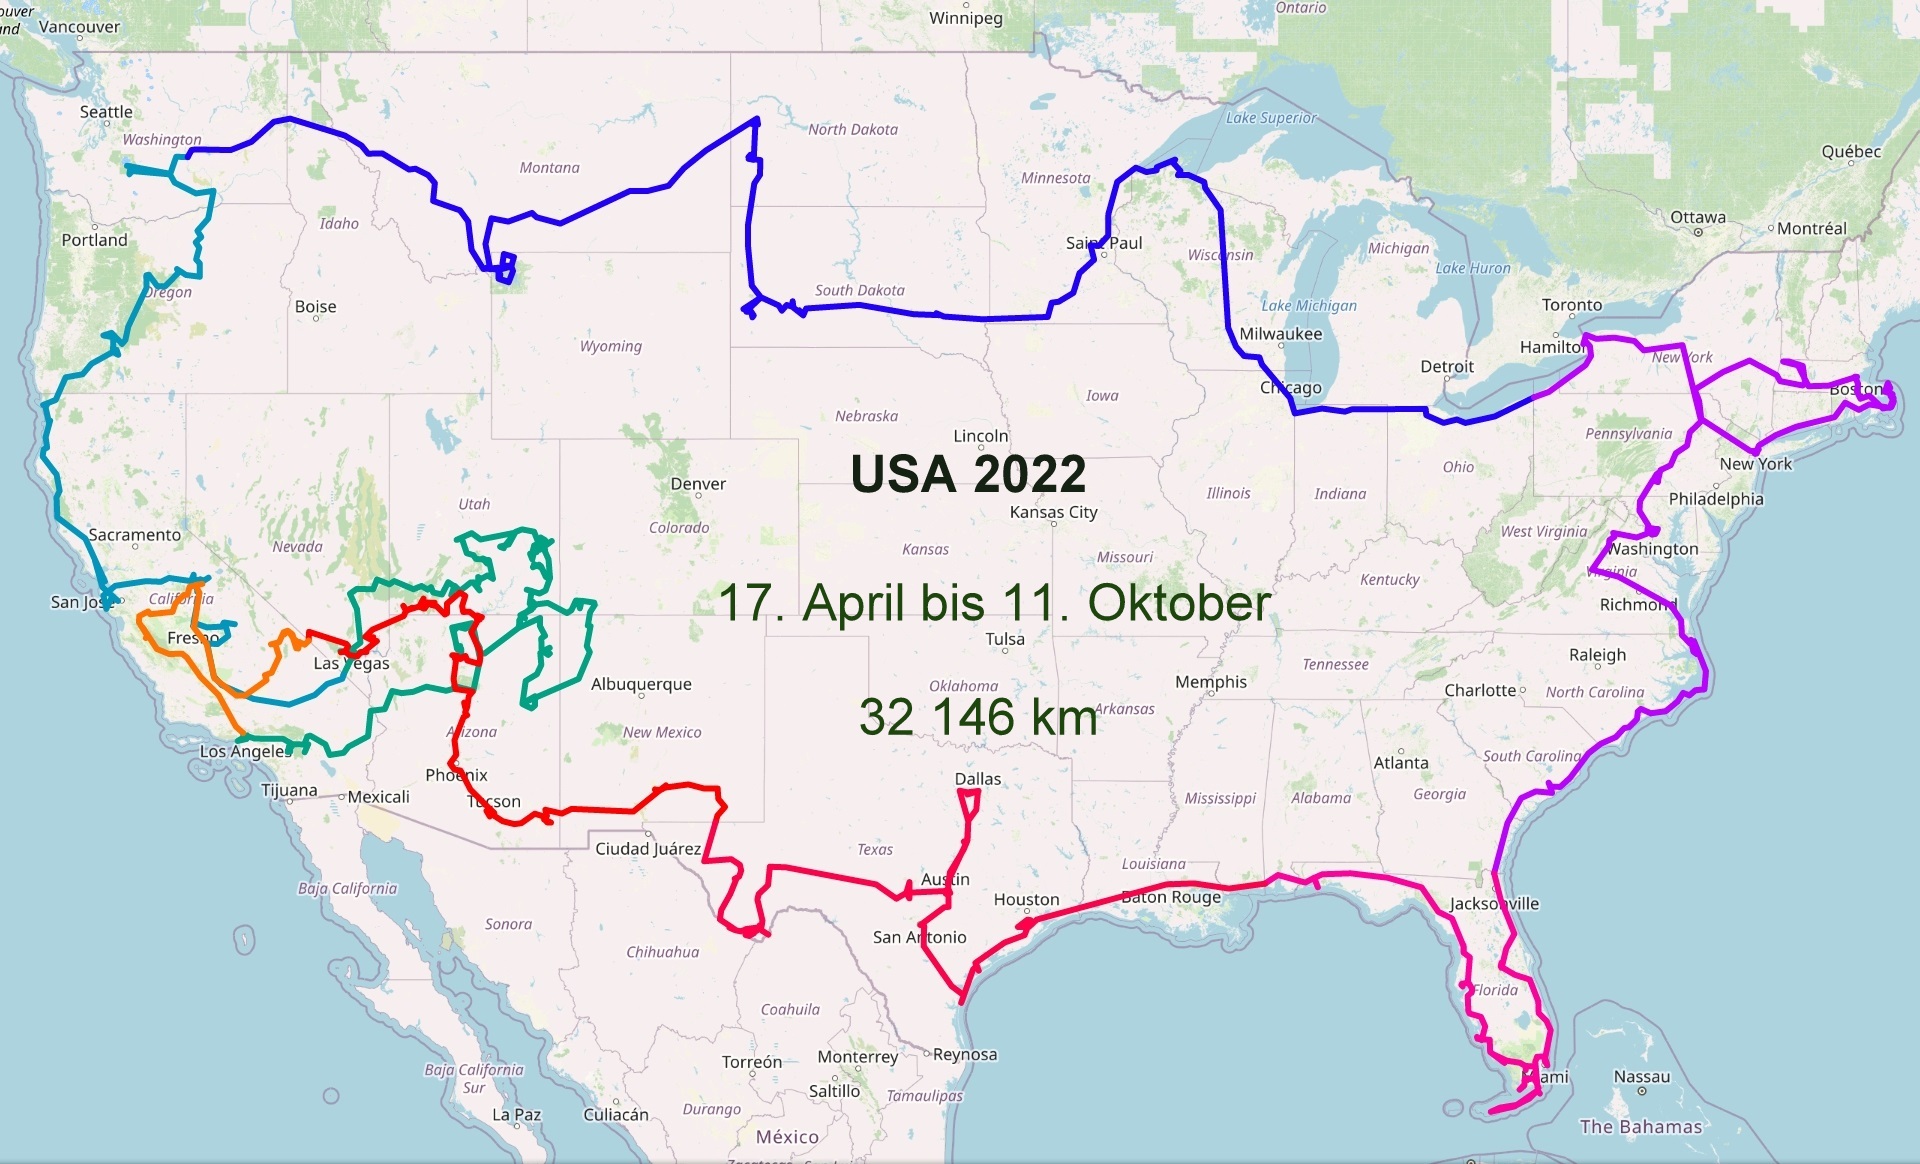 ouver
and
Vancouver
Winnipeg
Ontario
Seattle
Washington
North Dakota
Lake Superior
Montana
Minnesota
Québec
Ottawa
Montréal
Portland
Idaho
Saint Paul
Wisconsin
Michigan
Lake Huron
Oregon
Boise
South Dakota
Lake Michigan
Toronto
Wyoming
Milwaukee
Hamilton
New York
Detroit
Chicago
Boston
Iowa
Nebraska
Lincoln
Pennsylvania
USA 2022
Ohio
New York
Denver
Utah
Illinois
Indiana
Philadelphia
Kansas City
Colorado
Sacramento
Nevada
Kansas
Missouri
West Virginia
Washington
Virginia
Kentucky
San José
California
17. April bis 11. Oktober
Richmond
Fresno
Tulsa
Las Vegas
Tennessee
Raleigh
Albuquerque
Oklahoma
Memphis
Charlotte
North Carolina
Arkansas
32 146 km
Arizona
New Mexico
Los Angeles
South Carolina
Atlanta
Phoenix
Dallas
Tijuana
Mexicali
Tucson
Mississippi
Alabama
Georgia
Ciudad Juárez
Texas
Louisiana
Baja California
Austin
Houston
Baton Rouge
Jacksonville
Sonora
San Antonio
Chihuahua
Florida
Coahuila
Reynosa
Torreón
Monterrey
Baja California
Sur
Miami
Nassau
Saltillo
Tamaulipas
La Paz
Culiacán
Durango
The Bahamas
México